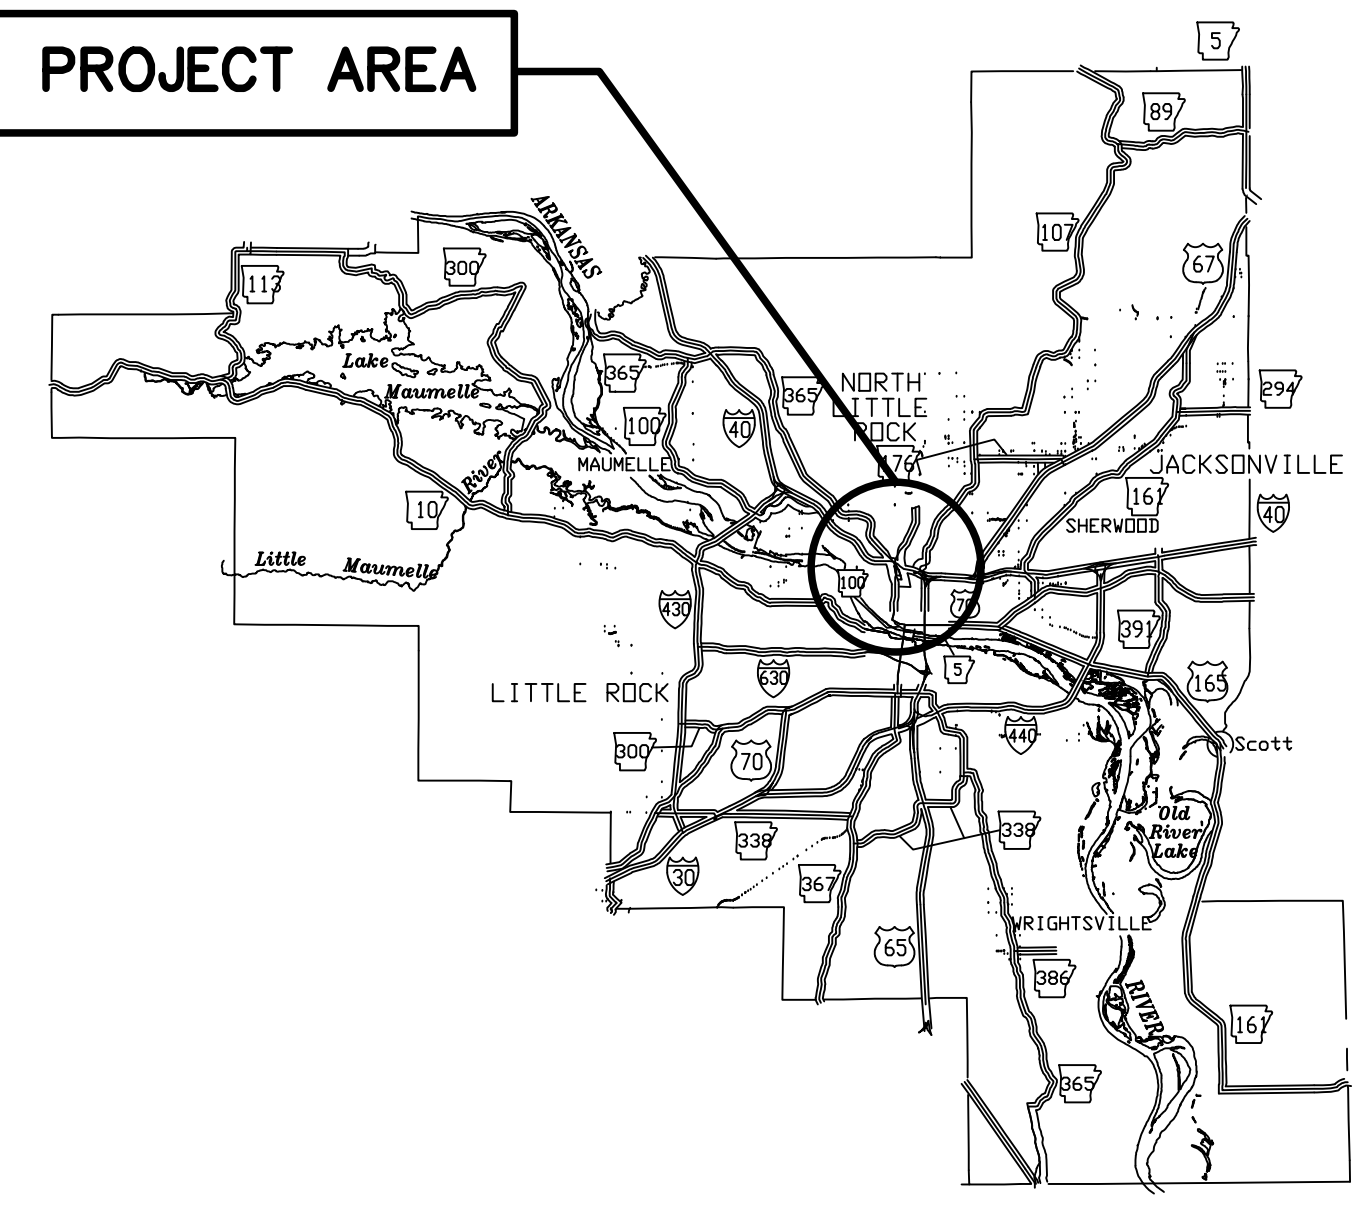 PROJECT AREA
5
89
107
67
ARKANSAS
300
113
Lake
Maumelle
365
100
40
365
NORTH
LITTLE
ROCK
176
294
JACKSONVILLE
161
40
SHERWOOD
MAUMELLE
River
10
Little Maumelle
430
100
70
391
5
165
630
LITTLE ROCK
440
300
70
Scott
Old
River
Lake
338
338
30
367
65
WRIGHTSVILLE
386
RIVER
161
365